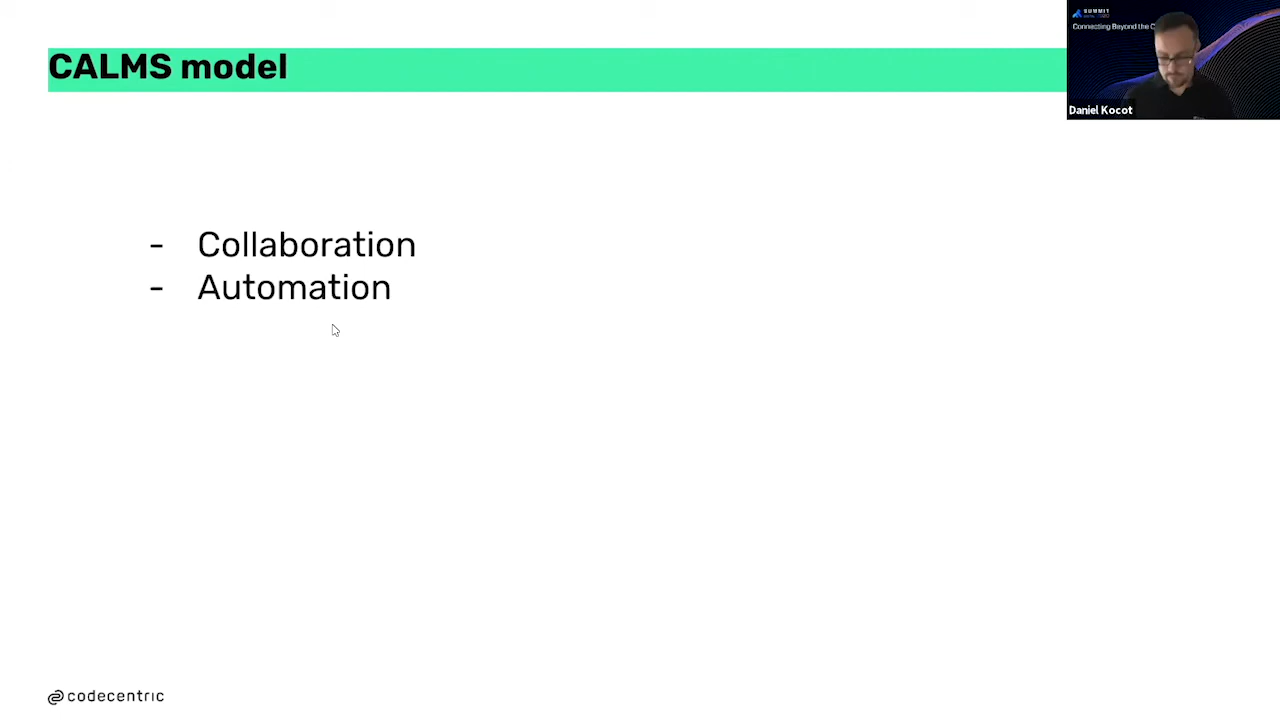 CALMS model
SUMMIT
Connecting Beyond the C
Daniel Kocot
- Collaboration
- Automation
codecentric